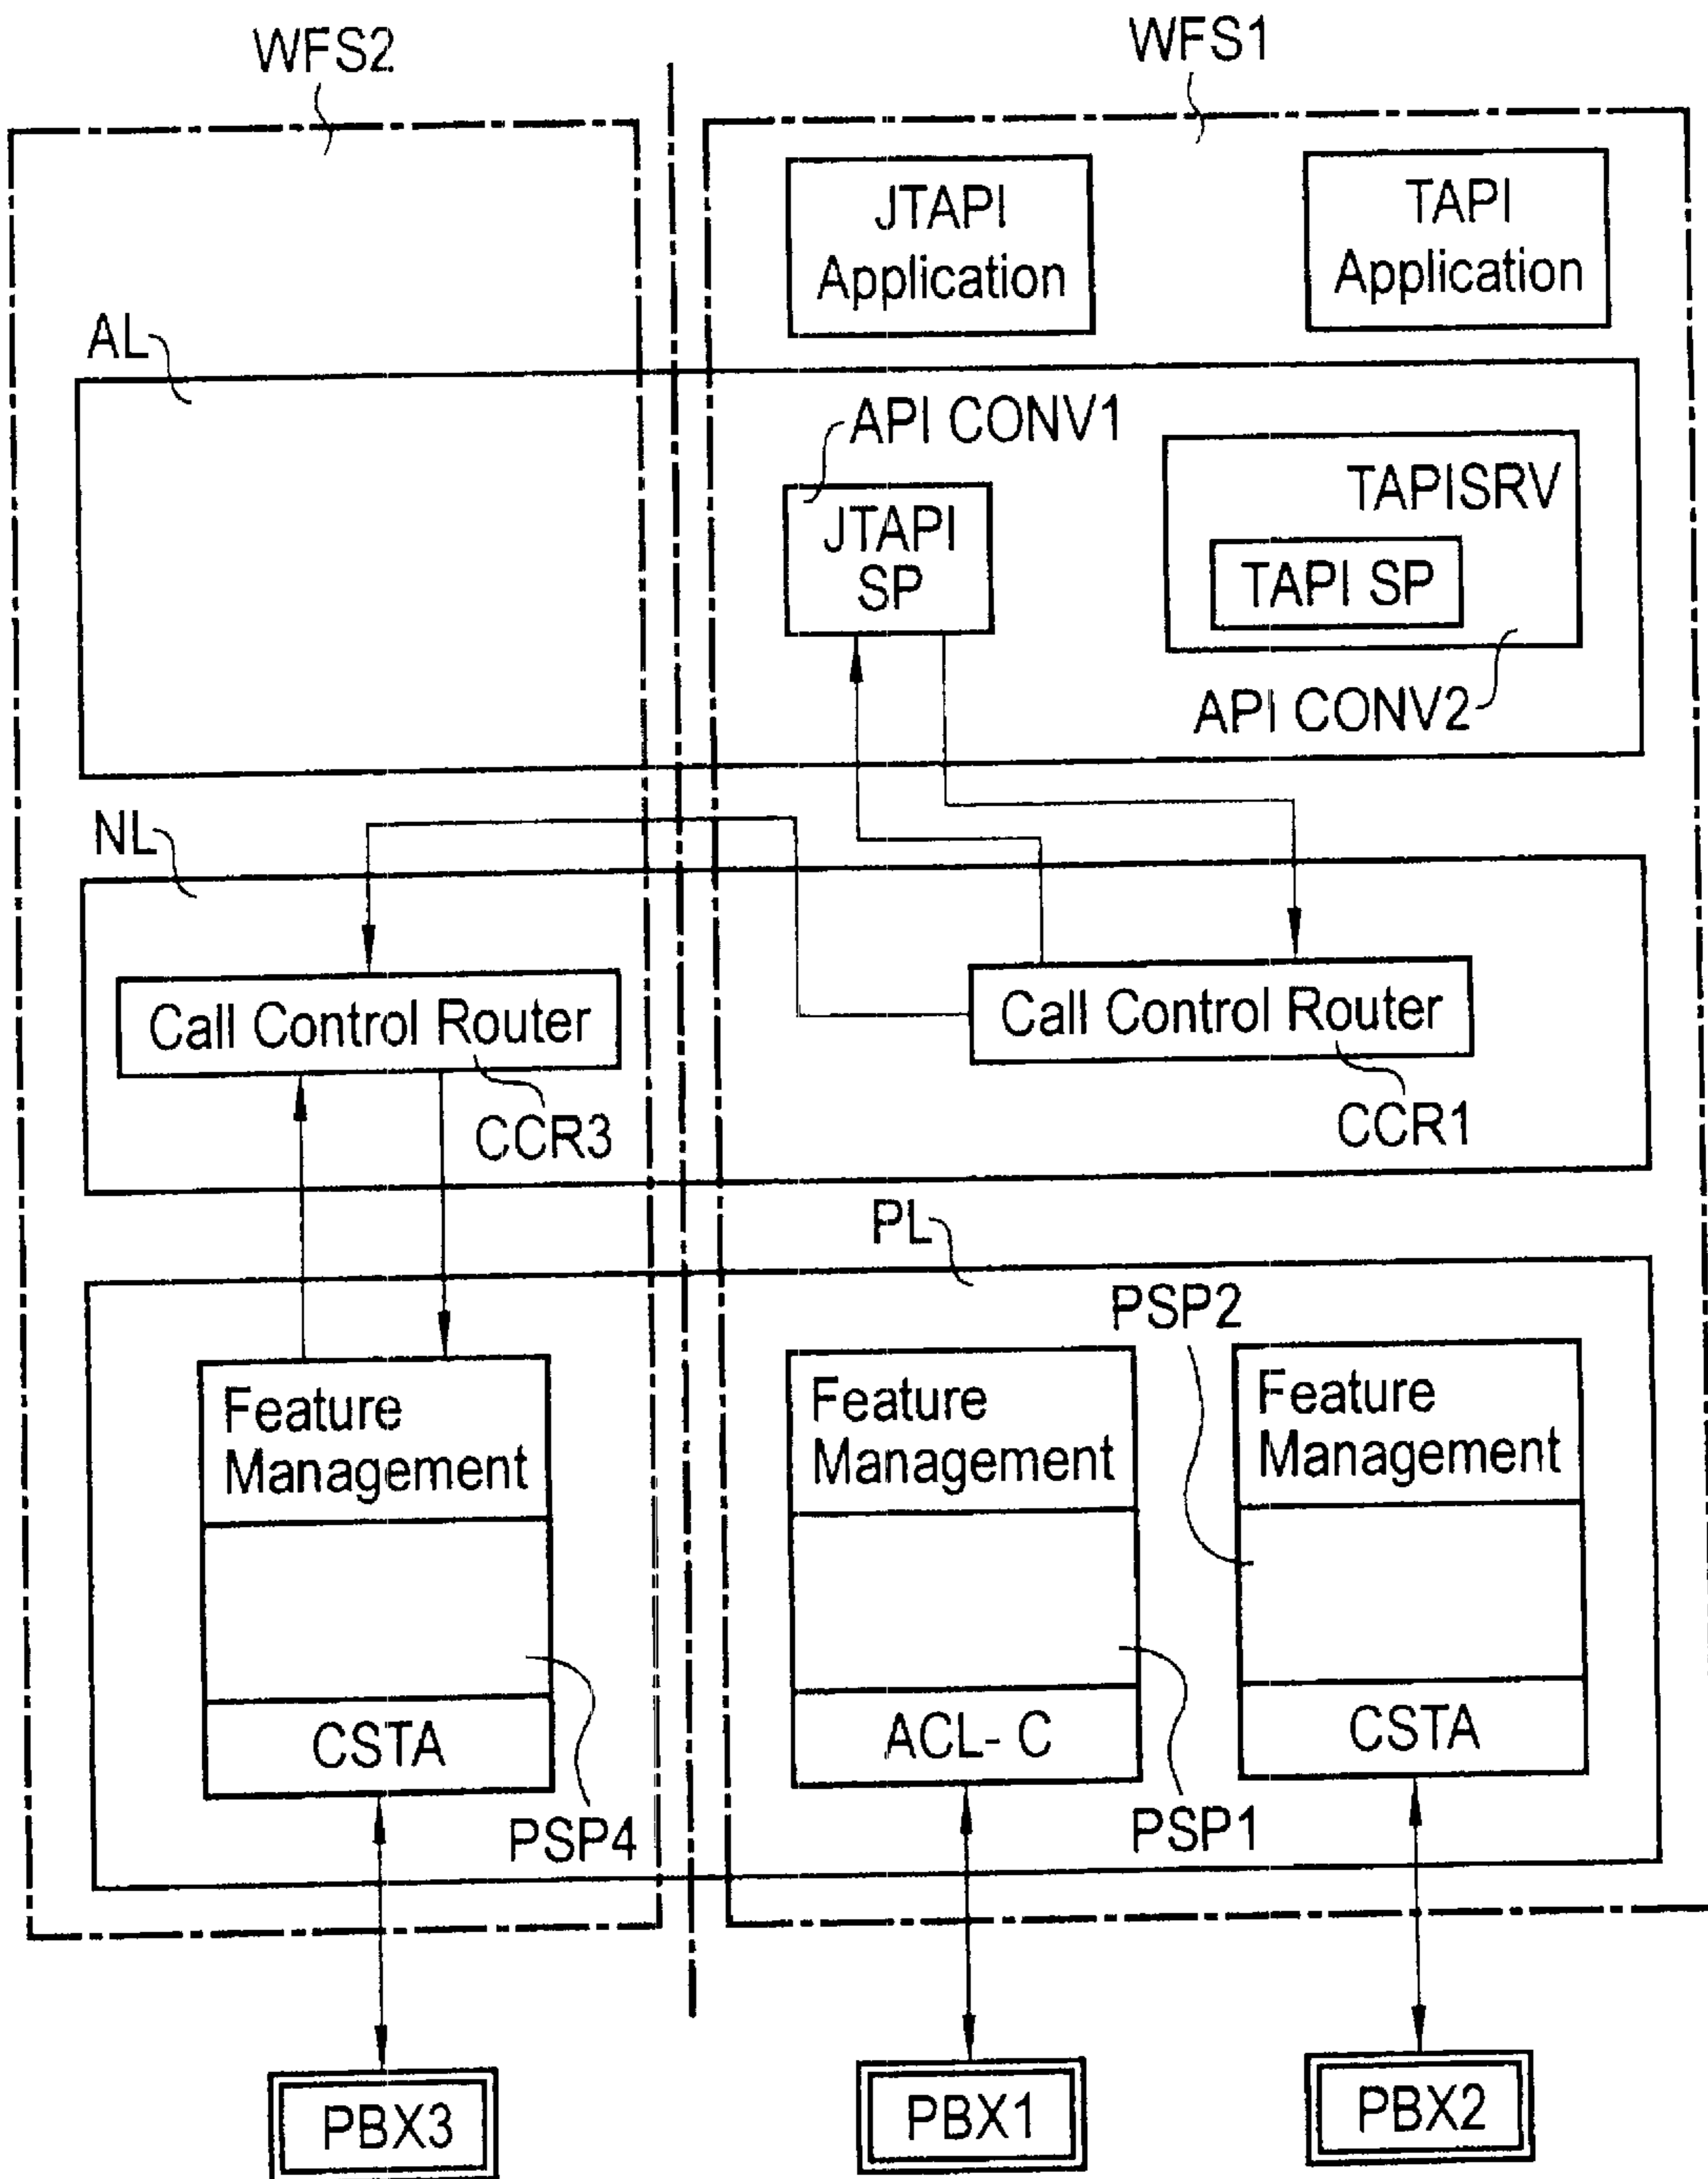 WFS2
WFS1
JTAPI
Application
TAPI
Application
AL
API CONV1
JTAPI
SP
TAPISRV
TAPI SP
API CONV2
NL
Call Control Router
CCR3
Call Control Router
CCR1
PL
PSP2
Feature
Management
CSTA
PSP4
Feature
Management
ACL- C
PSP1
Feature
Management
CSTA
PBX3
PBX1
PBX2